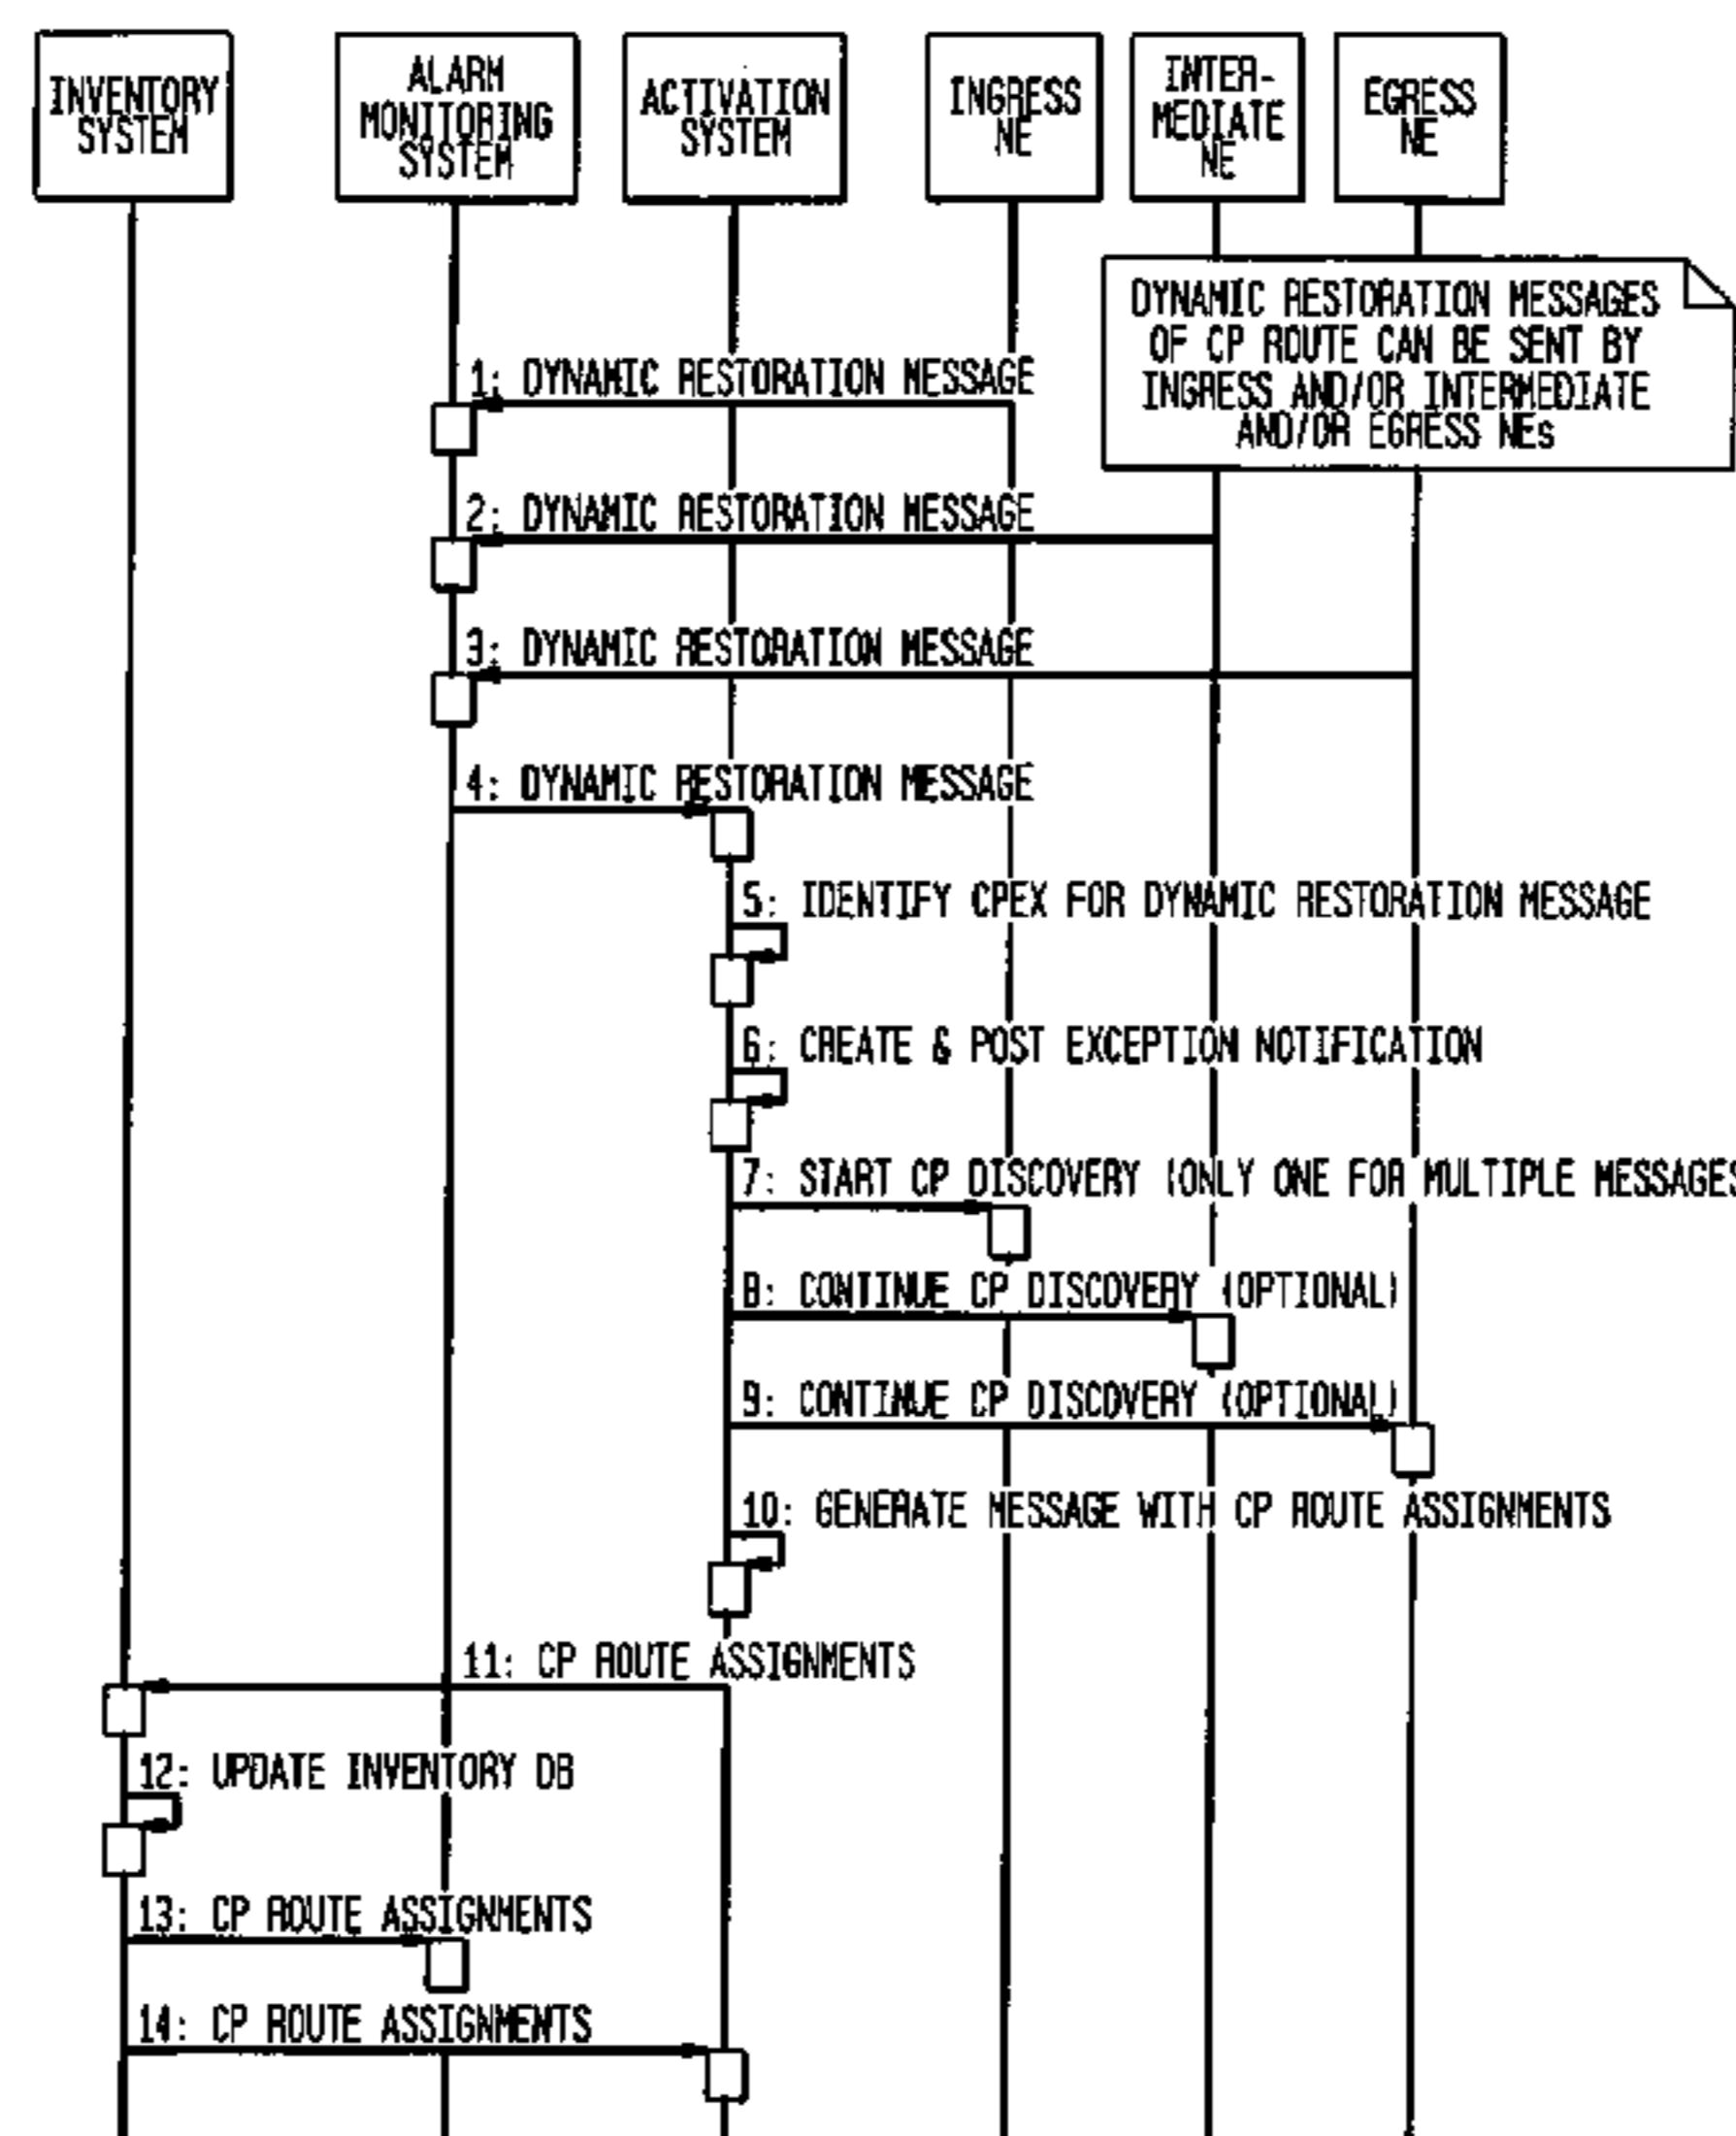 INVENTORY
SYSTEM
ALARM
MONITORING
SYSTEM
ACTIVATION
SYSTEM
INGRESS
NE
INTER-
MEDIATE
NE
EGRESS
NE
DYNAMIC RESTORATION MESSAGES
OF CP ROUTE CAN BE SENT BY
INGRESS AND/OR INTERMEDIATE
AND/OR EGRESS NEs
1: DYNAMIC RESTORATION MESSAGE
2: DYNAMIC RESTORATION MESSAGE
3: DYNAMIC RESTORATION MESSAGE
4: DYNAMIC RESTORATION MESSAGE
5: IDENTIFY CPEX FOR DYNAMIC RESTORATION MESSAGE
6: CREATE & POST EXCEPTION NOTIFICATION
7: START CP DISCOVERY (ONLY ONE FOR MULTIPLE MESSAGES
8: CONTINUE CP DISCOVERY (OPTIONAL)
9: CONTINUE CP DISCOVERY (OPTIONAL)
10: GENERATE MESSAGE WITH CP ROUTE ASSIGNMENTS
11: CP ROUTE ASSIGNMENTS
12: UPDATE INVENTORY DB
13: CP ROUTE ASSIGNMENTS
14: CP ROUTE ASSIGNMENTS